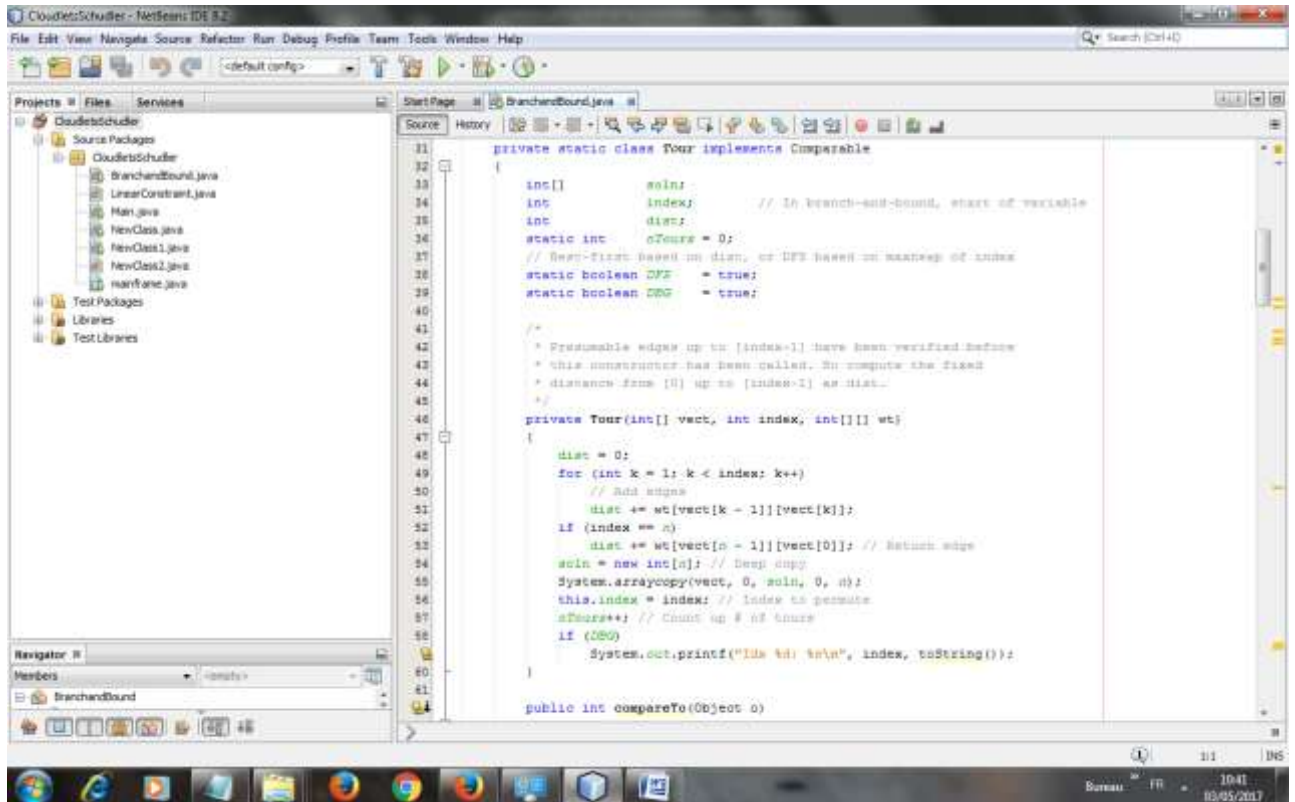 CloudletsSchudler - NetBeans IDE 8.2
File Edit View Navigate Source Refactor Run Debug Profile Team Tools Window Help
Search (Ctrl+I)
<default config>
Projects Files Services
CloudletsSchudler
Source Packages
CloudletsSchudler
BranchandBound.java
LinearConstraint.java
Main.java
NewClass.java
NewClass1.java
NewClass2.java
mainframe.java
Test Packages
Libraries
Test Libraries
Navigator
Members <empty>
BranchandBound
Start Page BranchandBound.java
Source History
31 private static class Tour implements Comparable
32 {
33 int[] soln;
34 int index; // In branch-and-bound, start of variable
35 int dist;
36 static int nTours = 0;
37 // Best-first based on dist, or DFS based on maxheap of index
38 static boolean DFS = true;
39 static boolean DBG = true;
40
41 /*
42 * Presumable edges up to [index-1] have been verified before
43 * this constructor has been called. So compute the fixed
44 * distance from [0] up to [index-1] as dist.
45 */
46 private Tour(int[] vect, int index, int[][] wt)
47 {
48 dist = 0;
49 for (int k = 1; k < index; k++)
50 // Add edges
51 dist += wt[vect[k - 1]][vect[k]];
52 if (index == n)
53 dist += wt[vect[n - 1]][vect[0]]; // Return edge
54 soln = new int[n]; // Deep copy
55 System.arraycopy(vect, 0, soln, 0, n);
56 this.index = index; // Index to permute
57 nTours++; // Count up # of tours
58 if (DBG)
System.out.printf("Idx %d: %s\n", index, toString());
60 }
61
public int compareTo(Object o)
1:1 INS
Bureau FR
10:41
03/05/2017